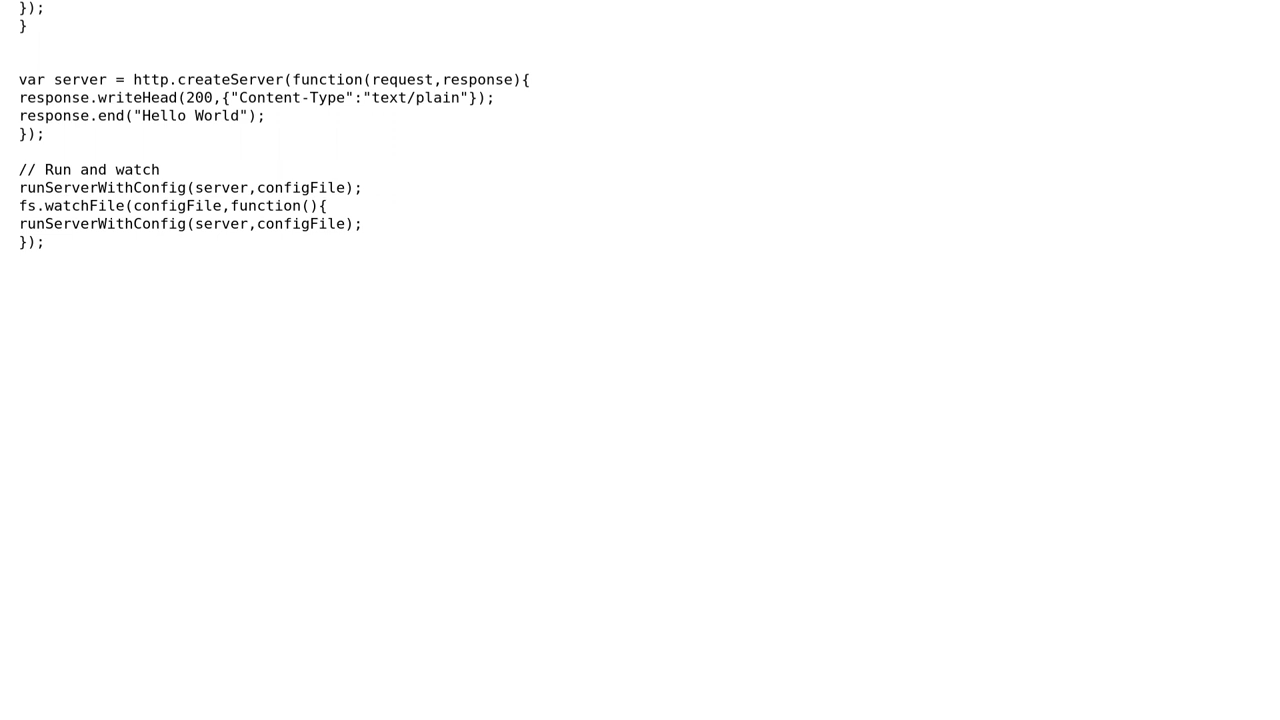 });
}
var server = http.createServer(function(request,response){
response.writeHead(200,{"Content-Type":"text/plain"});
response.end("Hello World");
});
// Run and watch
runServerWithConfig(server,configFile);
fs.watchFile(configFile,function(){
runServerWithConfig(server,configFile);
});